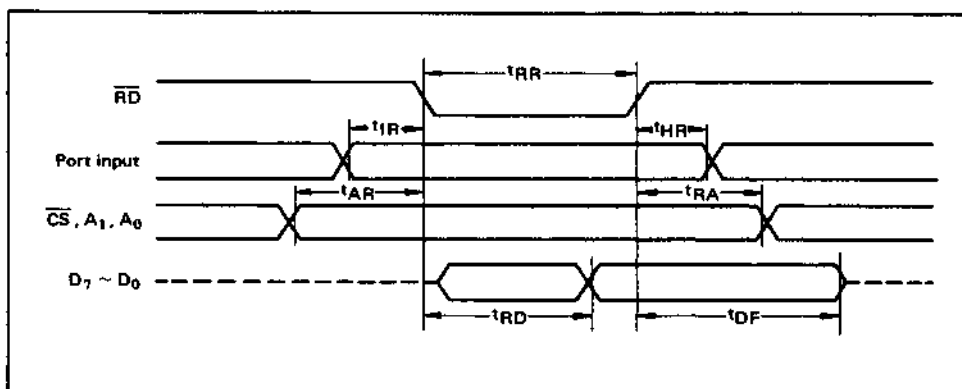 tRR
RD
tIR
tHR
Port input
tAR
tRA
CS, A1, A0
D7 ~ D0
tRD
tDF